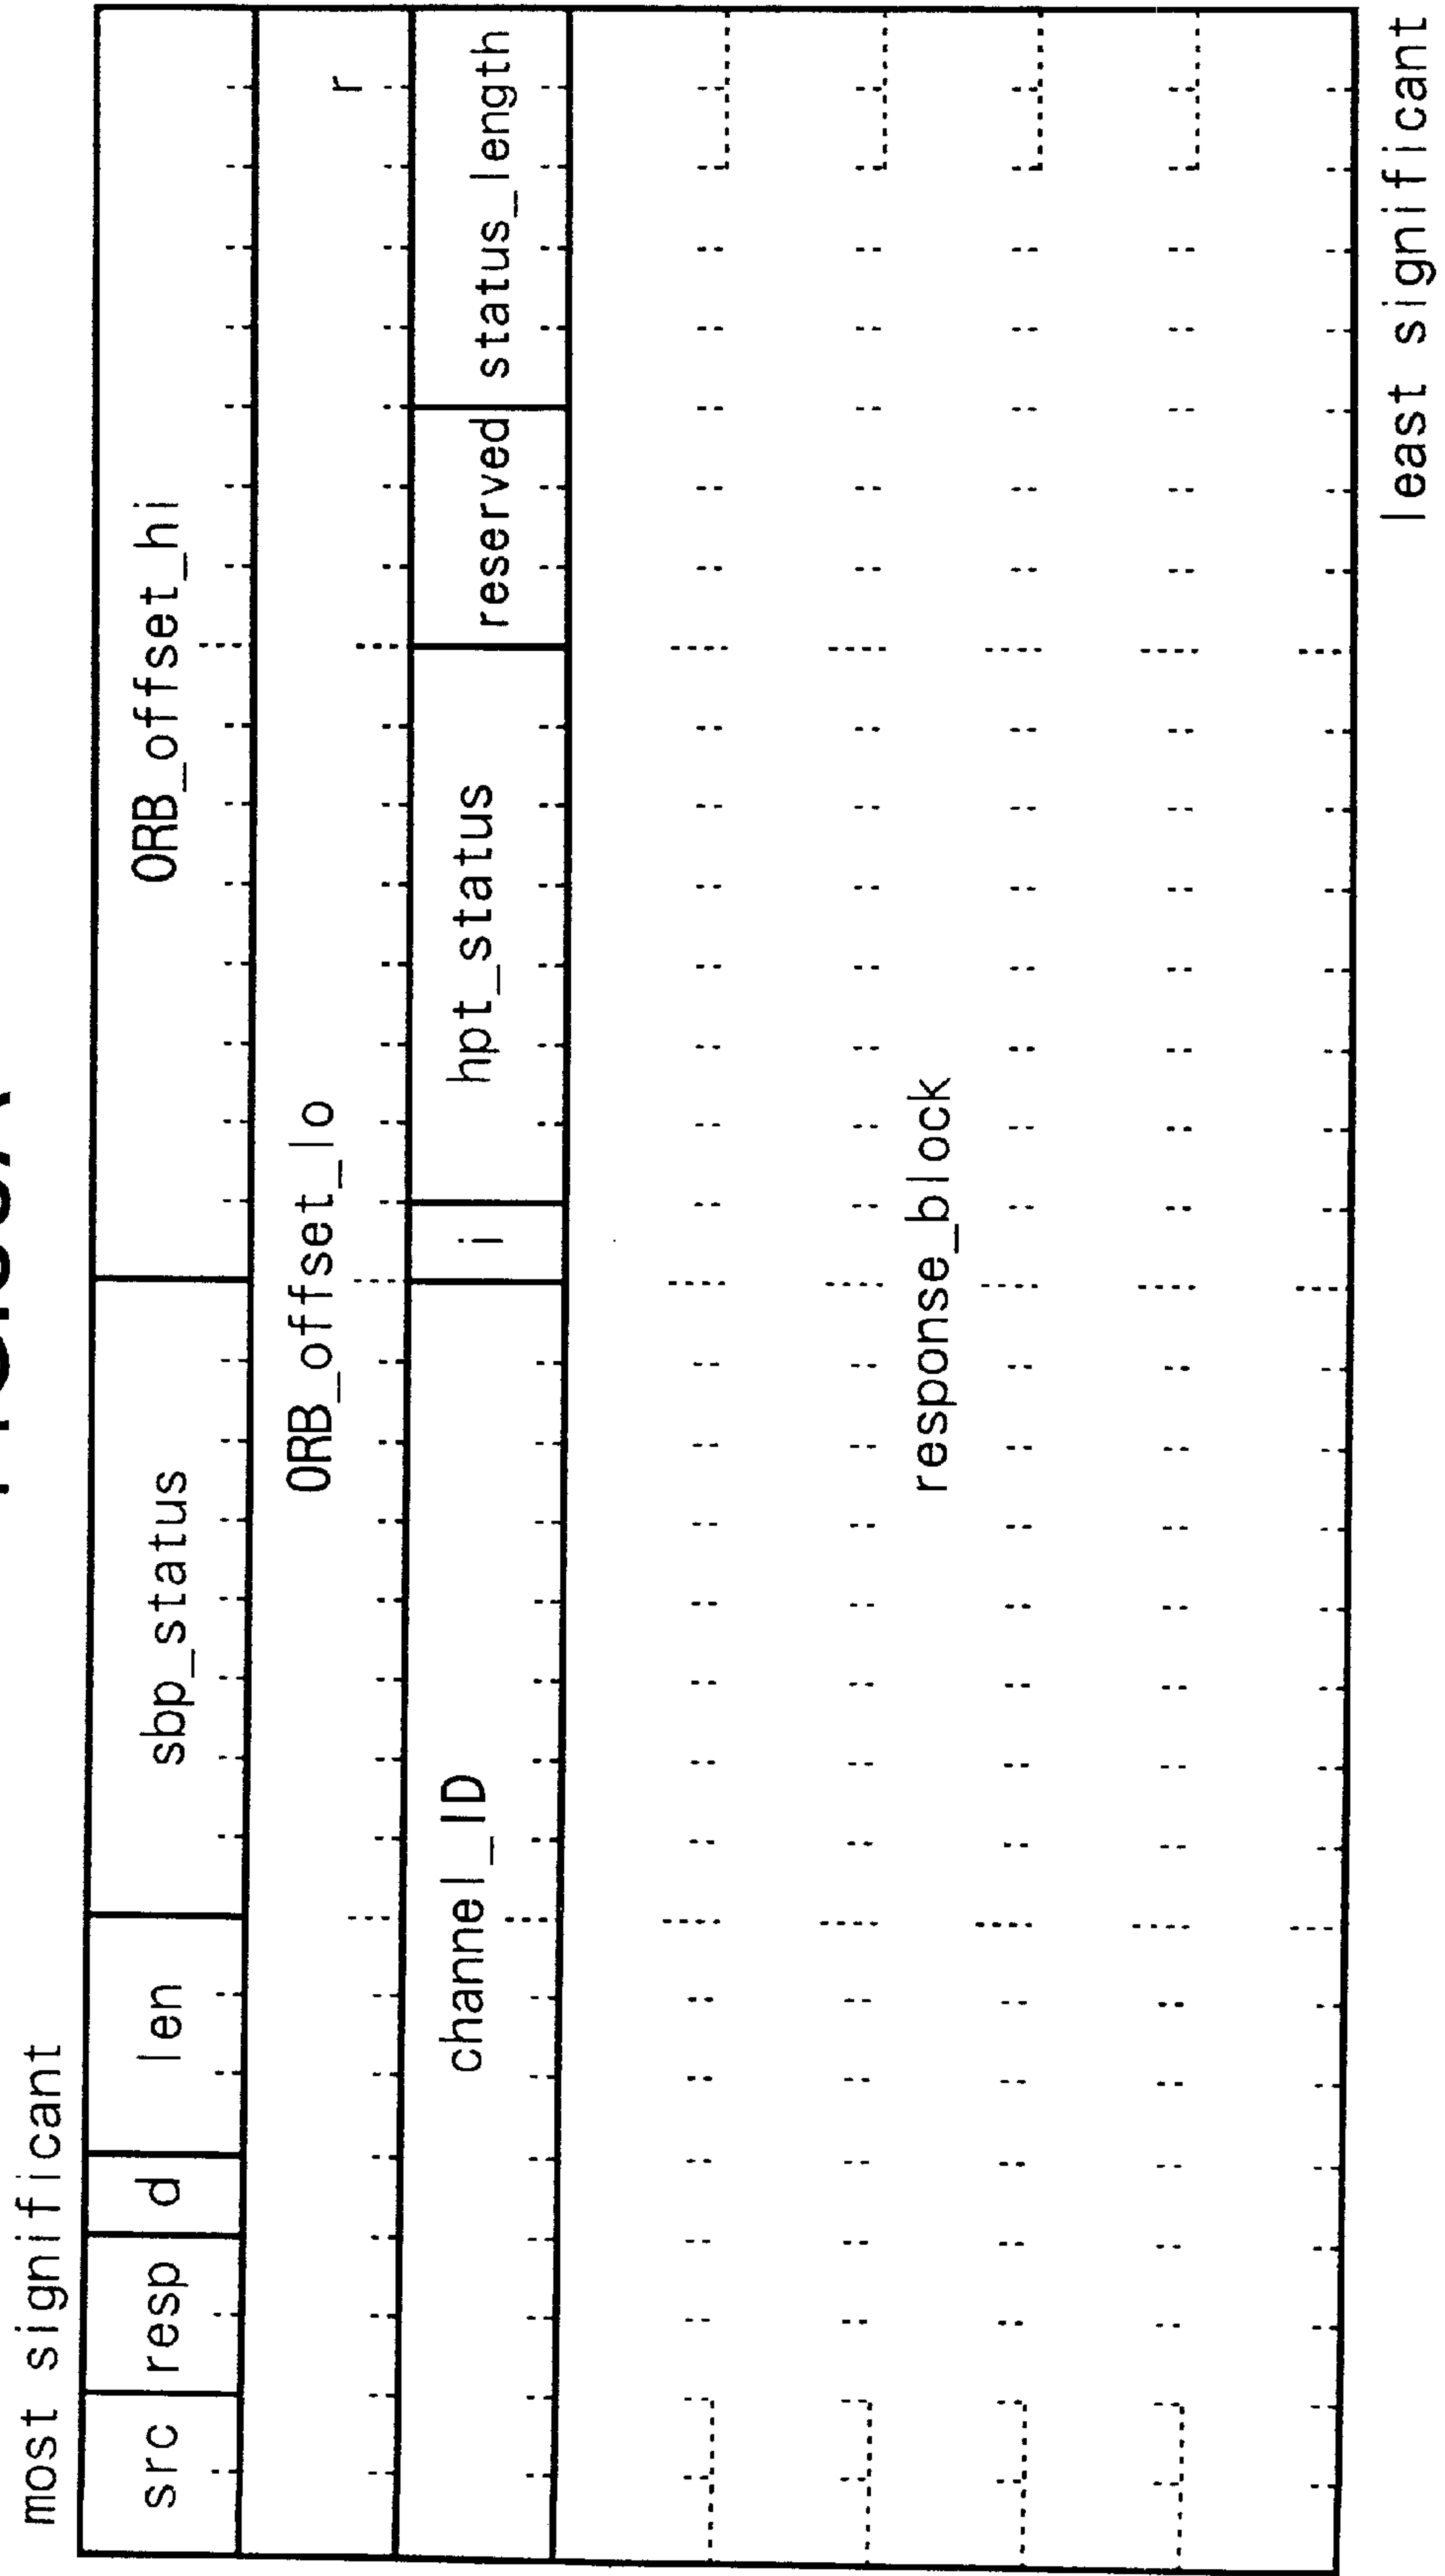 most significant
src resp d len sbp_status ORB_offset_hi
ORB_offset_lo r
channel_ID i hpt_status reserved status_length
response_block
least significant